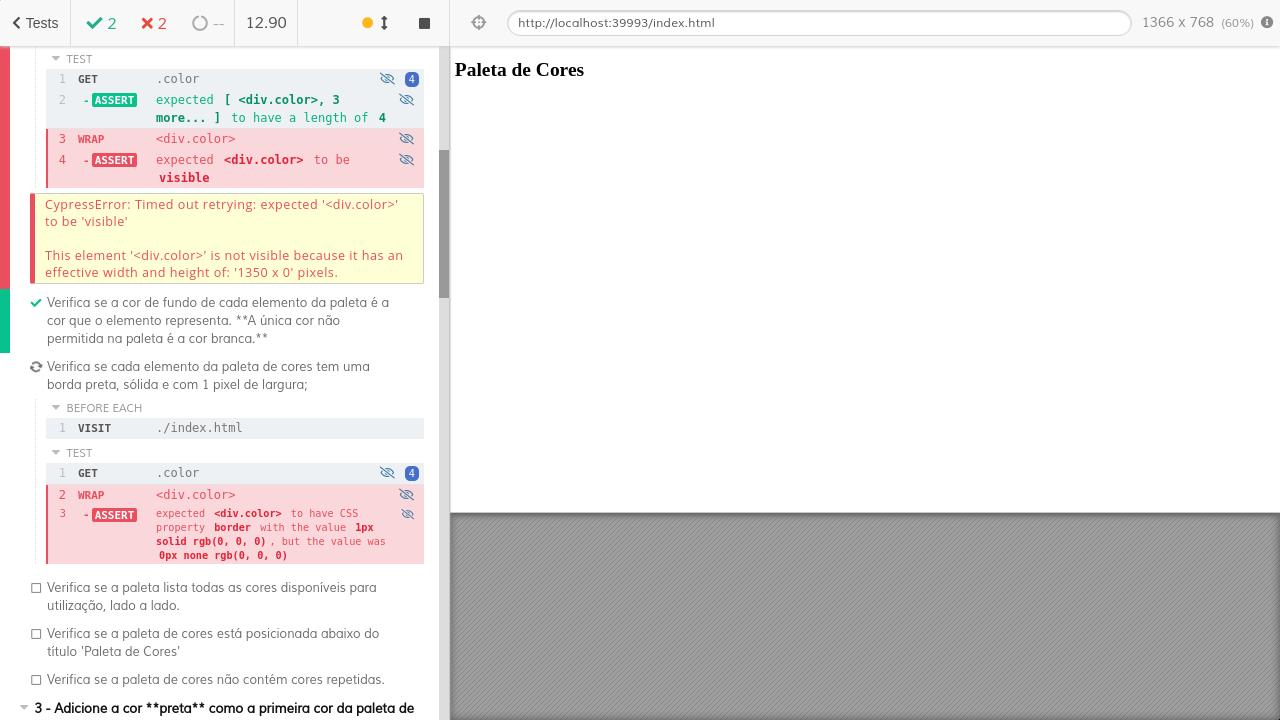 Tests 2 2 -- 12.90
http://localhost:39993/index.html 1366 x 768 (60%)
TEST
1 GET .color 4
2 - ASSERT expected [ <div.color>, 3
more... ] to have a length of 4
3 WRAP <div.color>
4 - ASSERT expected <div.color> to be
visible
CypressError: Timed out retrying: expected '<div.color>'
to be 'visible'
This element '<div.color>' is not visible because it has an
effective width and height of: '1350 x 0' pixels.
Verifica se a cor de fundo de cada elemento da paleta é a
cor que o elemento representa. **A única cor não
permitida na paleta é a cor branca.**
Verifica se cada elemento da paleta de cores tem uma
borda preta, sólida e com 1 pixel de largura;
BEFORE EACH
1 VISIT ./index.html
TEST
1 GET .color 4
2 WRAP <div.color>
3 - ASSERT expected <div.color> to have CSS
property border with the value 1px
solid rgb(0, 0, 0) , but the value was
0px none rgb(0, 0, 0)
Verifica se a paleta lista todas as cores disponíveis para
utilização, lado a lado.
Verifica se a paleta de cores está posicionada abaixo do
título 'Paleta de Cores'
Verifica se a paleta de cores não contém cores repetidas.
3 - Adicione a cor **preta** como a primeira cor da paleta de
Paleta de Cores